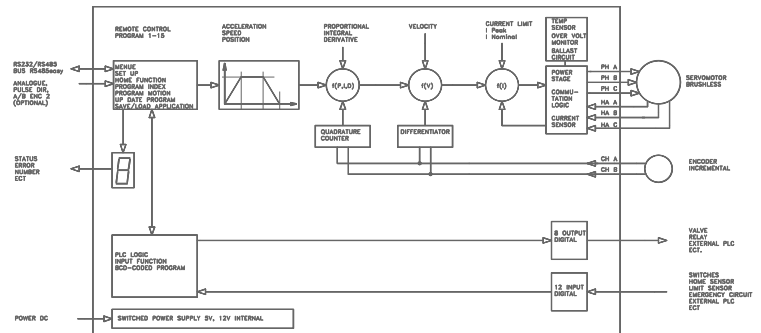 REMOTE CONTROL
PROGRAM 1-15
ACCELERATION
SPEED
POSITION
PROPORTIONAL
INTEGRAL
DERIVATIVE
VELOCITY
CURRENT LIMIT
I Peak
I Nominal
TEMP
SENSOR
OVER VOLT
MONITOR
BALLAST
CIRCUIT
RS232/RS485
BUS RS485easy
ANALOGUE,
PULSE DIR,
A/B ENC 2
(OPTIONAL)
MENUE
SET UP
HOME FUNCTION
PROGRAM INDEX
PROGRAM MOTION
UP DATE PROGRAM
SAVE/LOAD APPLICATION
f(P,I,D)
f(V)
f(I)
POWER
STAGE
COMMU-
TATION
LOGIC
CURRENT
SENSOR
PH A
PH B
PH C
HA A
HA B
HA C
SERVOMOTOR
BRUSHLESS
QUADRATURE
COUNTER
DIFFERENTIATOR
STATUS
ERROR
NUMBER
ECT
8
CH A
CH B
ENCODER
INCREMENTAL
PLC LOGIC
INPUT FUNCTION
BCD-CODED PROGRAM
8 OUTPUT
DIGITAL
VALVE
RELAY
EXTERNAL PLC
ECT.
12 INPUT
DIGITAL
SWITCHES
HOME SENSOR
LIMIT SENSOR
EMERGENCY CIRCUIT
EXTERNAL PLC
ECT
POWER DC
SWITCHED POWER SUPPLY 5V, 12V INTERNAL